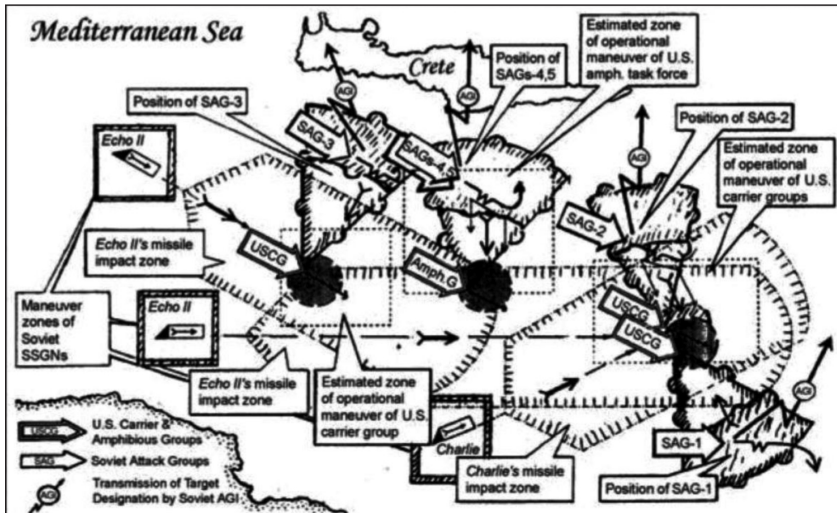 Mediterranean Sea
Crete
AGI
AGI
Position of
SAGs-4,5
Estimated zone
of operational
maneuver of U.S.
amph. task force
Position of SAG-3
Position of SAG-2
Echo II
SAG-3
SAGs-4,5
AGI
Estimated zone
of operational
maneuver of U.S.
carrier groups
SAG-2
Echo II's missile
impact zone
USCG
Amph.G
Maneuver
zones of
Soviet
SSGNs
Echo II
USCG
USCG
Echo II's missile
impact zone
Estimated zone
of operational
maneuver of U.S.
carrier group
AGI
Charlie
Charlie's missile
impact zone
SAG-1
Position of SAG-1
USCG
U.S. Carrier &
Amphibious Groups
SAG
Soviet Attack Groups
AGI
Transmission of Target
Designation by Soviet AGI